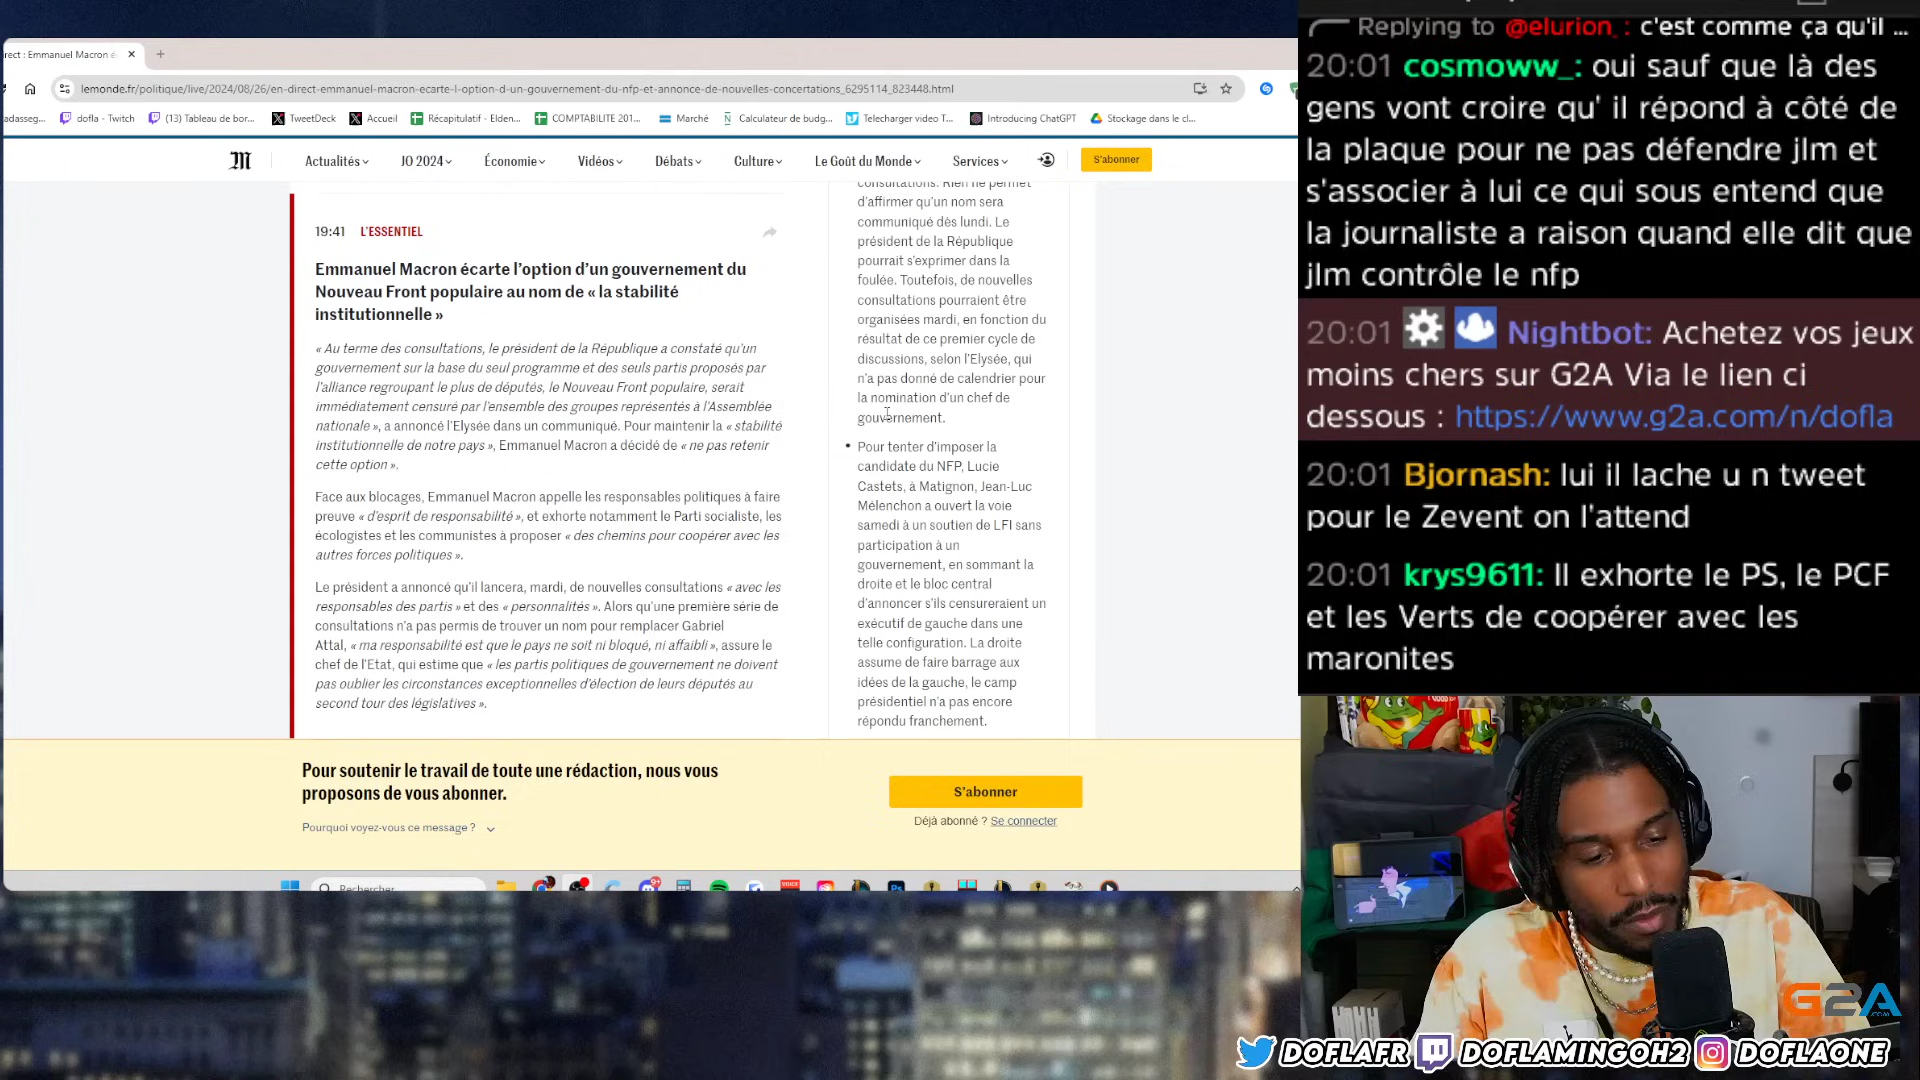 rect : Emmanuel Macron é
lemonde.fr/politique/live/2024/08/26/en-direct-emmanuel-macron-ecarte-l-option-d-un-gouvernement-du-nfp-et-annonce-de-nouvelles-concertations_6295114_823448.html
adasseg...
dofla - Twitch
(13) Tableau de bor...
TweetDeck
Accueil
Récapitulatif - Elden...
COMPTABILITE 201...
Marché
Calculateur de budg...
Telecharger video T...
Introducing ChatGPT
Stockage dans le cl...
M
Actualités
JO 2024
Économie
Vidéos
Débats
Culture
Le Goût du Monde
Services
S'abonner
19:41 L'ESSENTIEL
Emmanuel Macron écarte l'option d'un gouvernement du
Nouveau Front populaire au nom de « la stabilité
institutionnelle »
« Au terme des consultations, le président de la République a constaté qu'un
gouvernement sur la base du seul programme et des seuls partis proposés par
l'alliance regroupant le plus de députés, le Nouveau Front populaire, serait
immédiatement censuré par l'ensemble des groupes représentés à l'Assemblée
nationale », a annoncé l'Elysée dans un communiqué. Pour maintenir la « stabilité
institutionnelle de notre pays », Emmanuel Macron a décidé de « ne pas retenir
cette option ».
Face aux blocages, Emmanuel Macron appelle les responsables politiques à faire
preuve « d'esprit de responsabilité », et exhorte notamment le Parti socialiste, les
écologistes et les communistes à proposer « des chemins pour coopérer avec les
autres forces politiques ».
Le président a annoncé qu'il lancera, mardi, de nouvelles consultations « avec les
responsables des partis » et des « personnalités ». Alors qu'une première série de
consultations n'a pas permis de trouver un nom pour remplacer Gabriel
Attal, « ma responsabilité est que le pays ne soit ni bloqué, ni affaibli », assure le
chef de l'Etat, qui estime que « les partis politiques de gouvernement ne doivent
pas oublier les circonstances exceptionnelles d'élection de leurs députés au
second tour des législatives ».
consultations. Rien ne permet
d'affirmer qu'un nom sera
communiqué dès lundi. Le
président de la République
pourrait s'exprimer dans la
foulée. Toutefois, de nouvelles
consultations pourraient être
organisées mardi, en fonction du
résultat de ce premier cycle de
discussions, selon l'Elysée, qui
n'a pas donné de calendrier pour
la nomination d'un chef de
gouvernement.
• Pour tenter d'imposer la
candidate du NFP, Lucie
Castets, à Matignon, Jean-Luc
Mélenchon a ouvert la voie
samedi à un soutien de LFI sans
participation à un
gouvernement, en sommant la
droite et le bloc central
d'annoncer s'ils censureraient un
exécutif de gauche dans une
telle configuration. La droite
assume de faire barrage aux
idées de la gauche, le camp
présidentiel n'a pas encore
répondu franchement.
Pour soutenir le travail de toute une rédaction, nous vous
proposons de vous abonner.
Pourquoi voyez-vous ce message ?
S'abonner
Déjà abonné ? Se connecter
Rechercher
Replying to @elurion_: c'est comme ça qu'il ...
20:01 cosmoww_: oui sauf que là des
gens vont croire qu' il répond à côté de
la plaque pour ne pas défendre jlm et
s'associer à lui ce qui sous entend que
la journaliste a raison quand elle dit que
jlm contrôle le nfp
20:01 Nightbot: Achetez vos jeux
moins chers sur G2A Via le lien ci
dessous : https://www.g2a.com/n/dofla
20:01 Bjornash: lui il lache u n tweet
pour le Zevent on l'attend
20:01 krys9611: Il exhorte le PS, le PCF
et les Verts de coopérer avec les
maronites
G2A
.COM
DOFLAFR
DOFLAMINGOH2
DOFLAONE